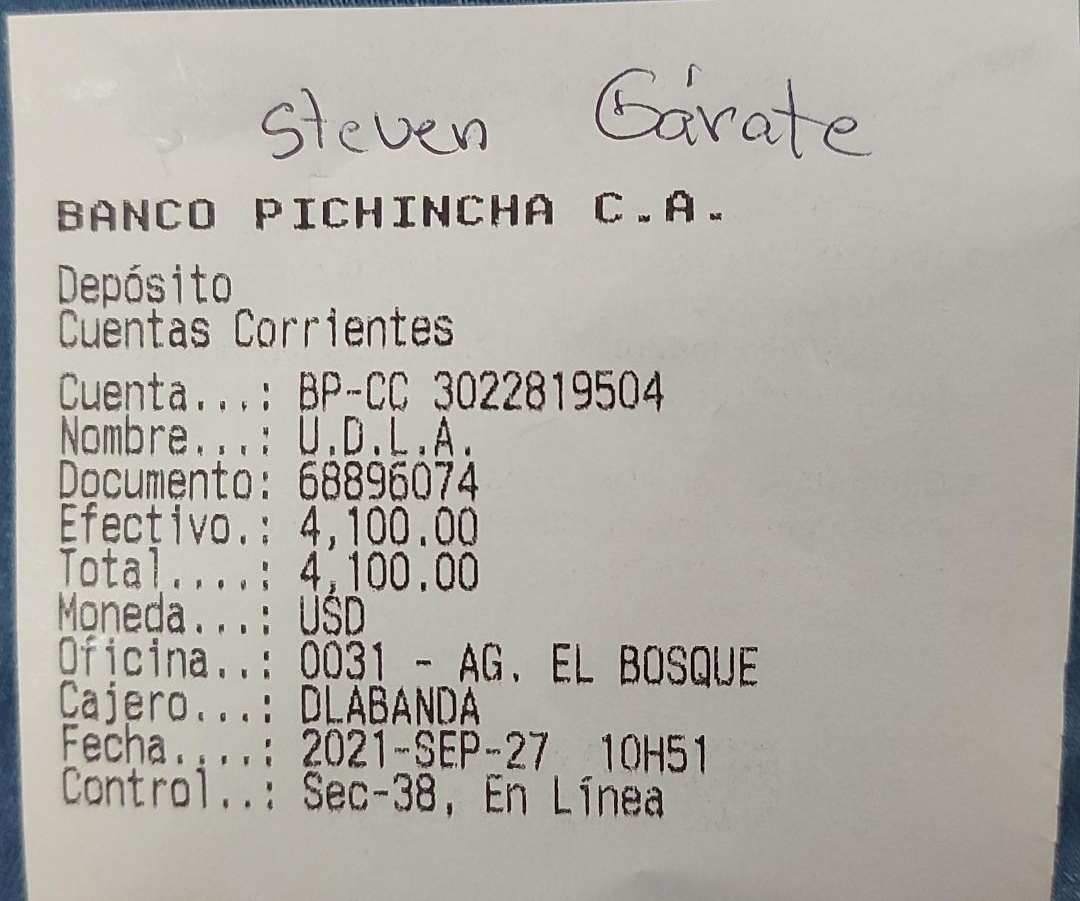 Steven Gárate
BANCO PICHINCHA C.A.
Depósito
Cuentas Corrientes
Cuenta...: BP-CC 3022819504
Nombre...: U.D.L.A.
Documento: 68896074
Efectivo.: 4,100.00
Total....: 4,100.00
Moneda...: USD
Oficina..: 0031 - AG. EL BOSQUE
Cajero...: DLABANDA
Fecha....: 2021-SEP-27 10H51
Control..: Sec-38, En Línea